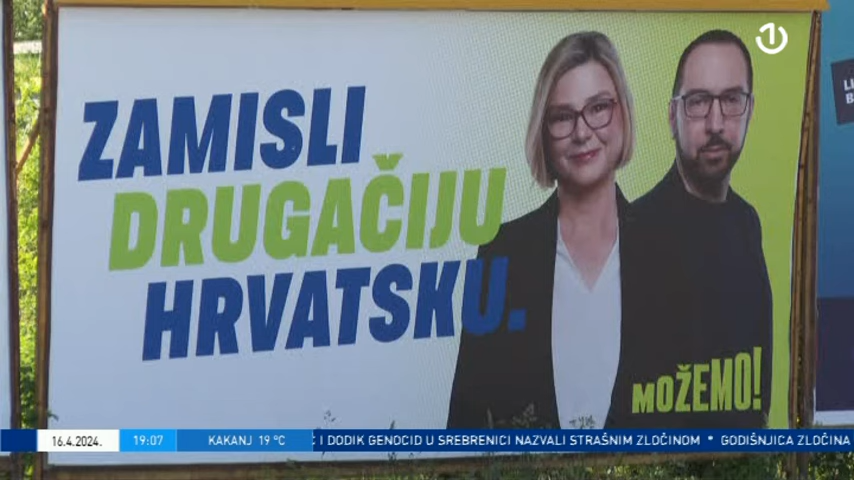 ZAMISLI
DRUGAČIJU
HRVATSKU.
MOŽEMO!
16.4.2024. 19:07 KAKANJ 19 °C I DODIK GENOCID U SREBRENICI NAZVALI STRAŠNIM ZLOČINOM * GODIŠNJICA ZLOČINA